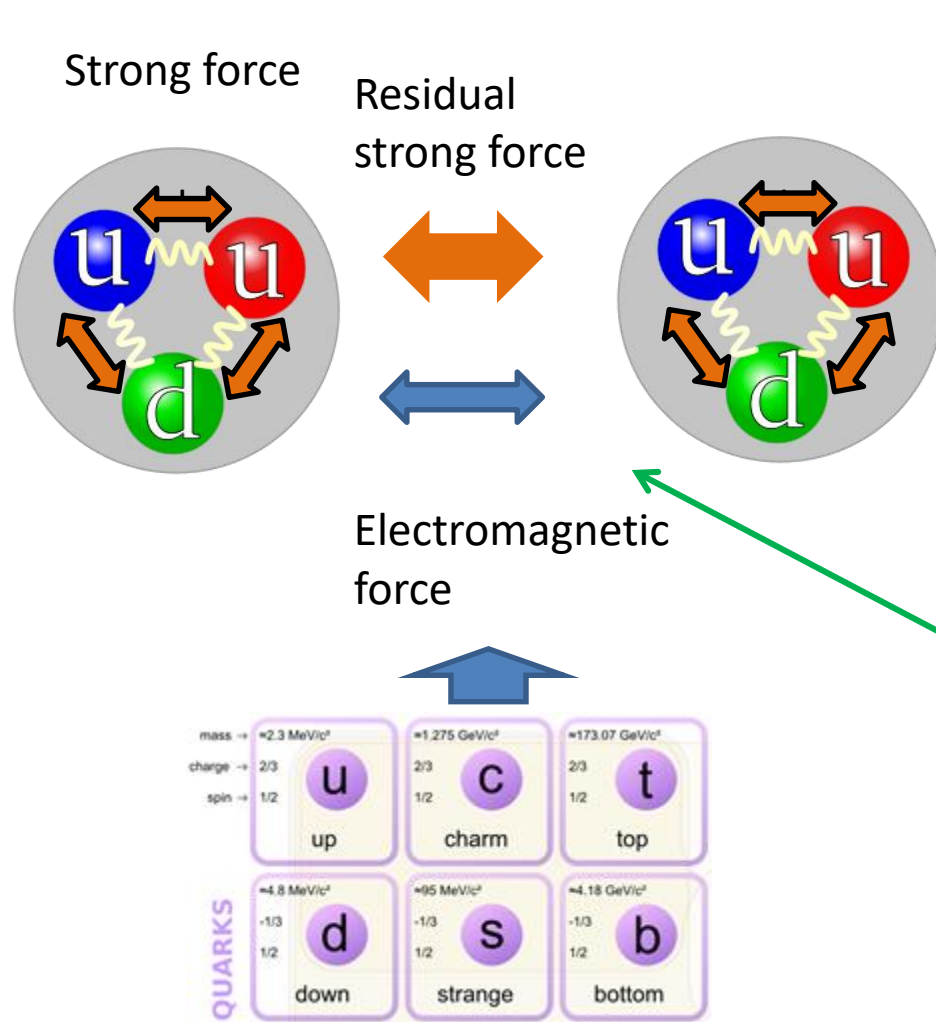 Strong force
Residual
strong force
u u
d
u u
d
Electromagnetic
force
mass → ≈2.3 MeV/c² ≈1.275 GeV/c² ≈173.07 GeV/c²
charge → 2/3 2/3 2/3
u c t
spin → 1/2 1/2 1/2
up charm top
QUARKS
≈4.8 MeV/c² ≈95 MeV/c² ≈4.18 GeV/c²
-1/3 -1/3 -1/3
d s b
1/2 1/2 1/2
down strange bottom